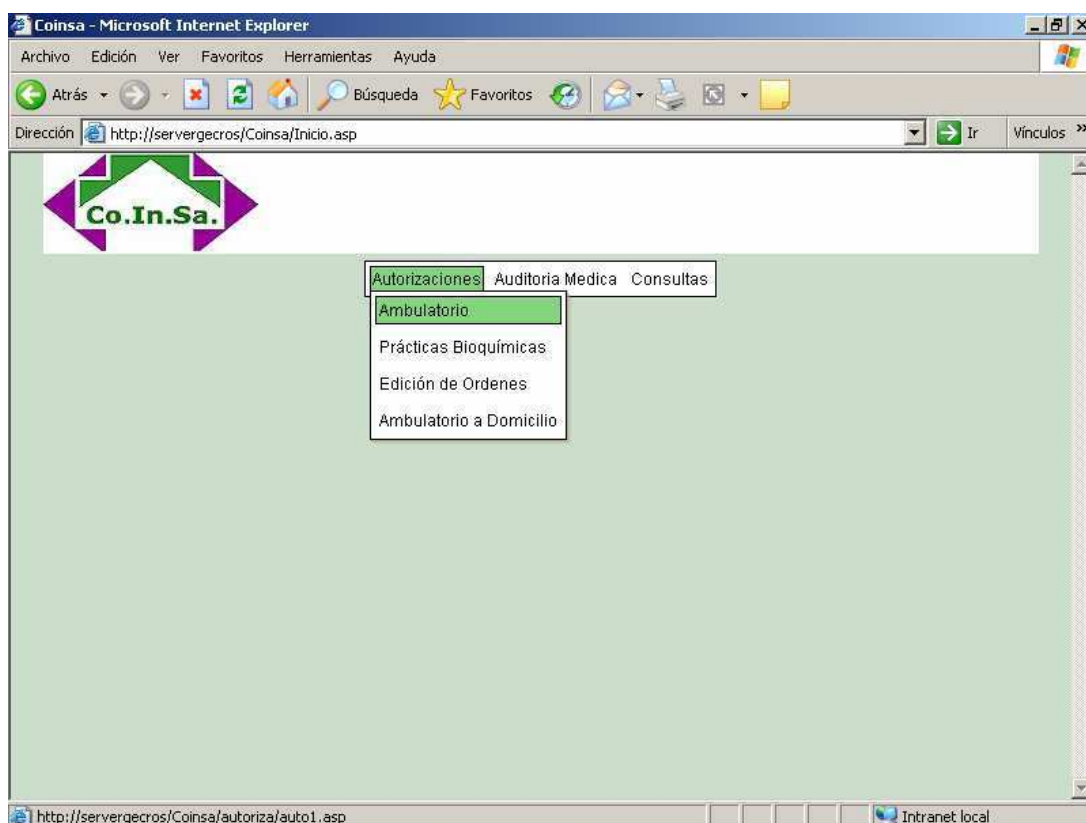 Coinsa - Microsoft Internet Explorer
Archivo Edición Ver Favoritos Herramientas Ayuda
Atrás Búsqueda Favoritos
Dirección http://servergecros/Coinsa/Inicio.asp Ir Vínculos »
Co.In.Sa.
Autorizaciones Auditoria Medica Consultas
Ambulatorio
Prácticas Bioquímicas
Edición de Ordenes
Ambulatorio a Domicilio
http://servergecros/Coinsa/autoriza/auto1.asp Intranet local